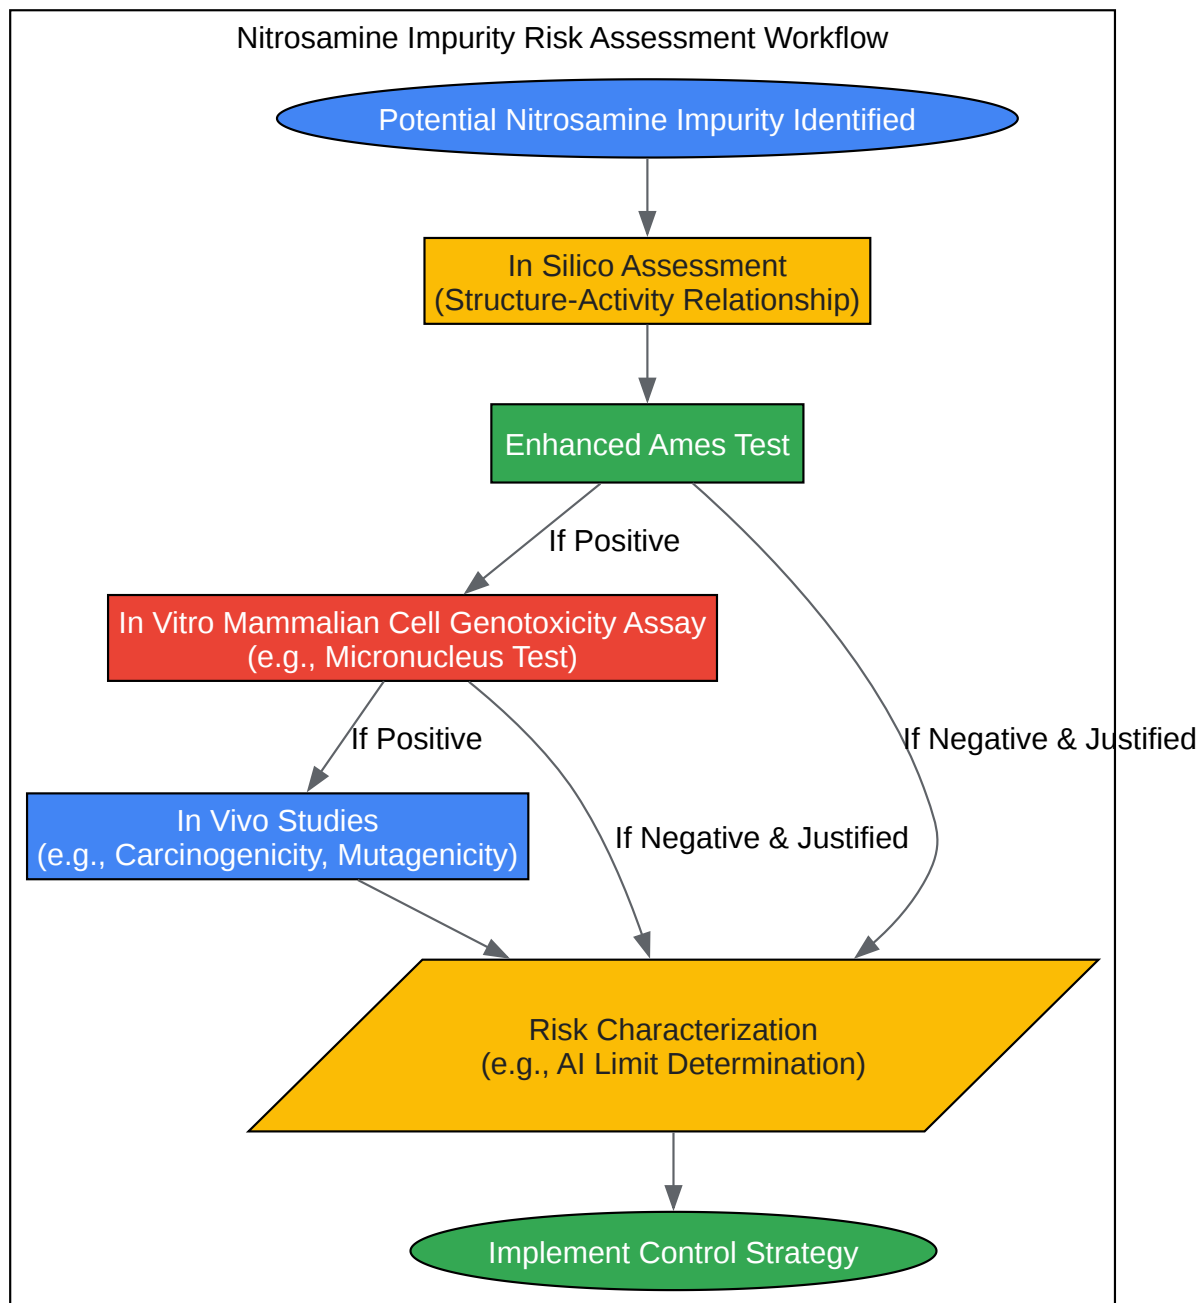 Nitrosamine Impurity Risk Assessment Workflow
Potential Nitrosamine Impurity Identified
In Silico Assessment
(Structure-Activity Relationship)
Enhanced Ames Test
If Positive
In Vitro Mammalian Cell Genotoxicity Assay
(e.g., Micronucleus Test)
If Positive
If Negative & Justified
In Vivo Studies
(e.g., Carcinogenicity, Mutagenicity)
If Negative & Justified
Risk Characterization
(e.g., AI Limit Determination)
Implement Control Strategy